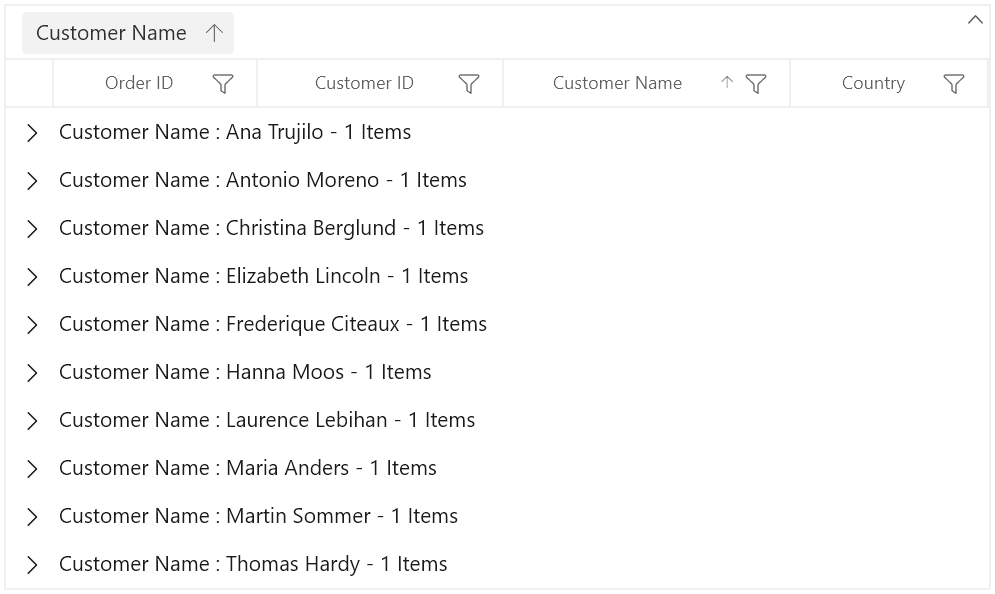 Customer Name
Order ID Customer ID Customer Name Country
Customer Name : Ana Trujilo - 1 Items
Customer Name : Antonio Moreno - 1 Items
Customer Name : Christina Berglund - 1 Items
Customer Name : Elizabeth Lincoln - 1 Items
Customer Name : Frederique Citeaux - 1 Items
Customer Name : Hanna Moos - 1 Items
Customer Name : Laurence Lebihan - 1 Items
Customer Name : Maria Anders - 1 Items
Customer Name : Martin Sommer - 1 Items
Customer Name : Thomas Hardy - 1 Items